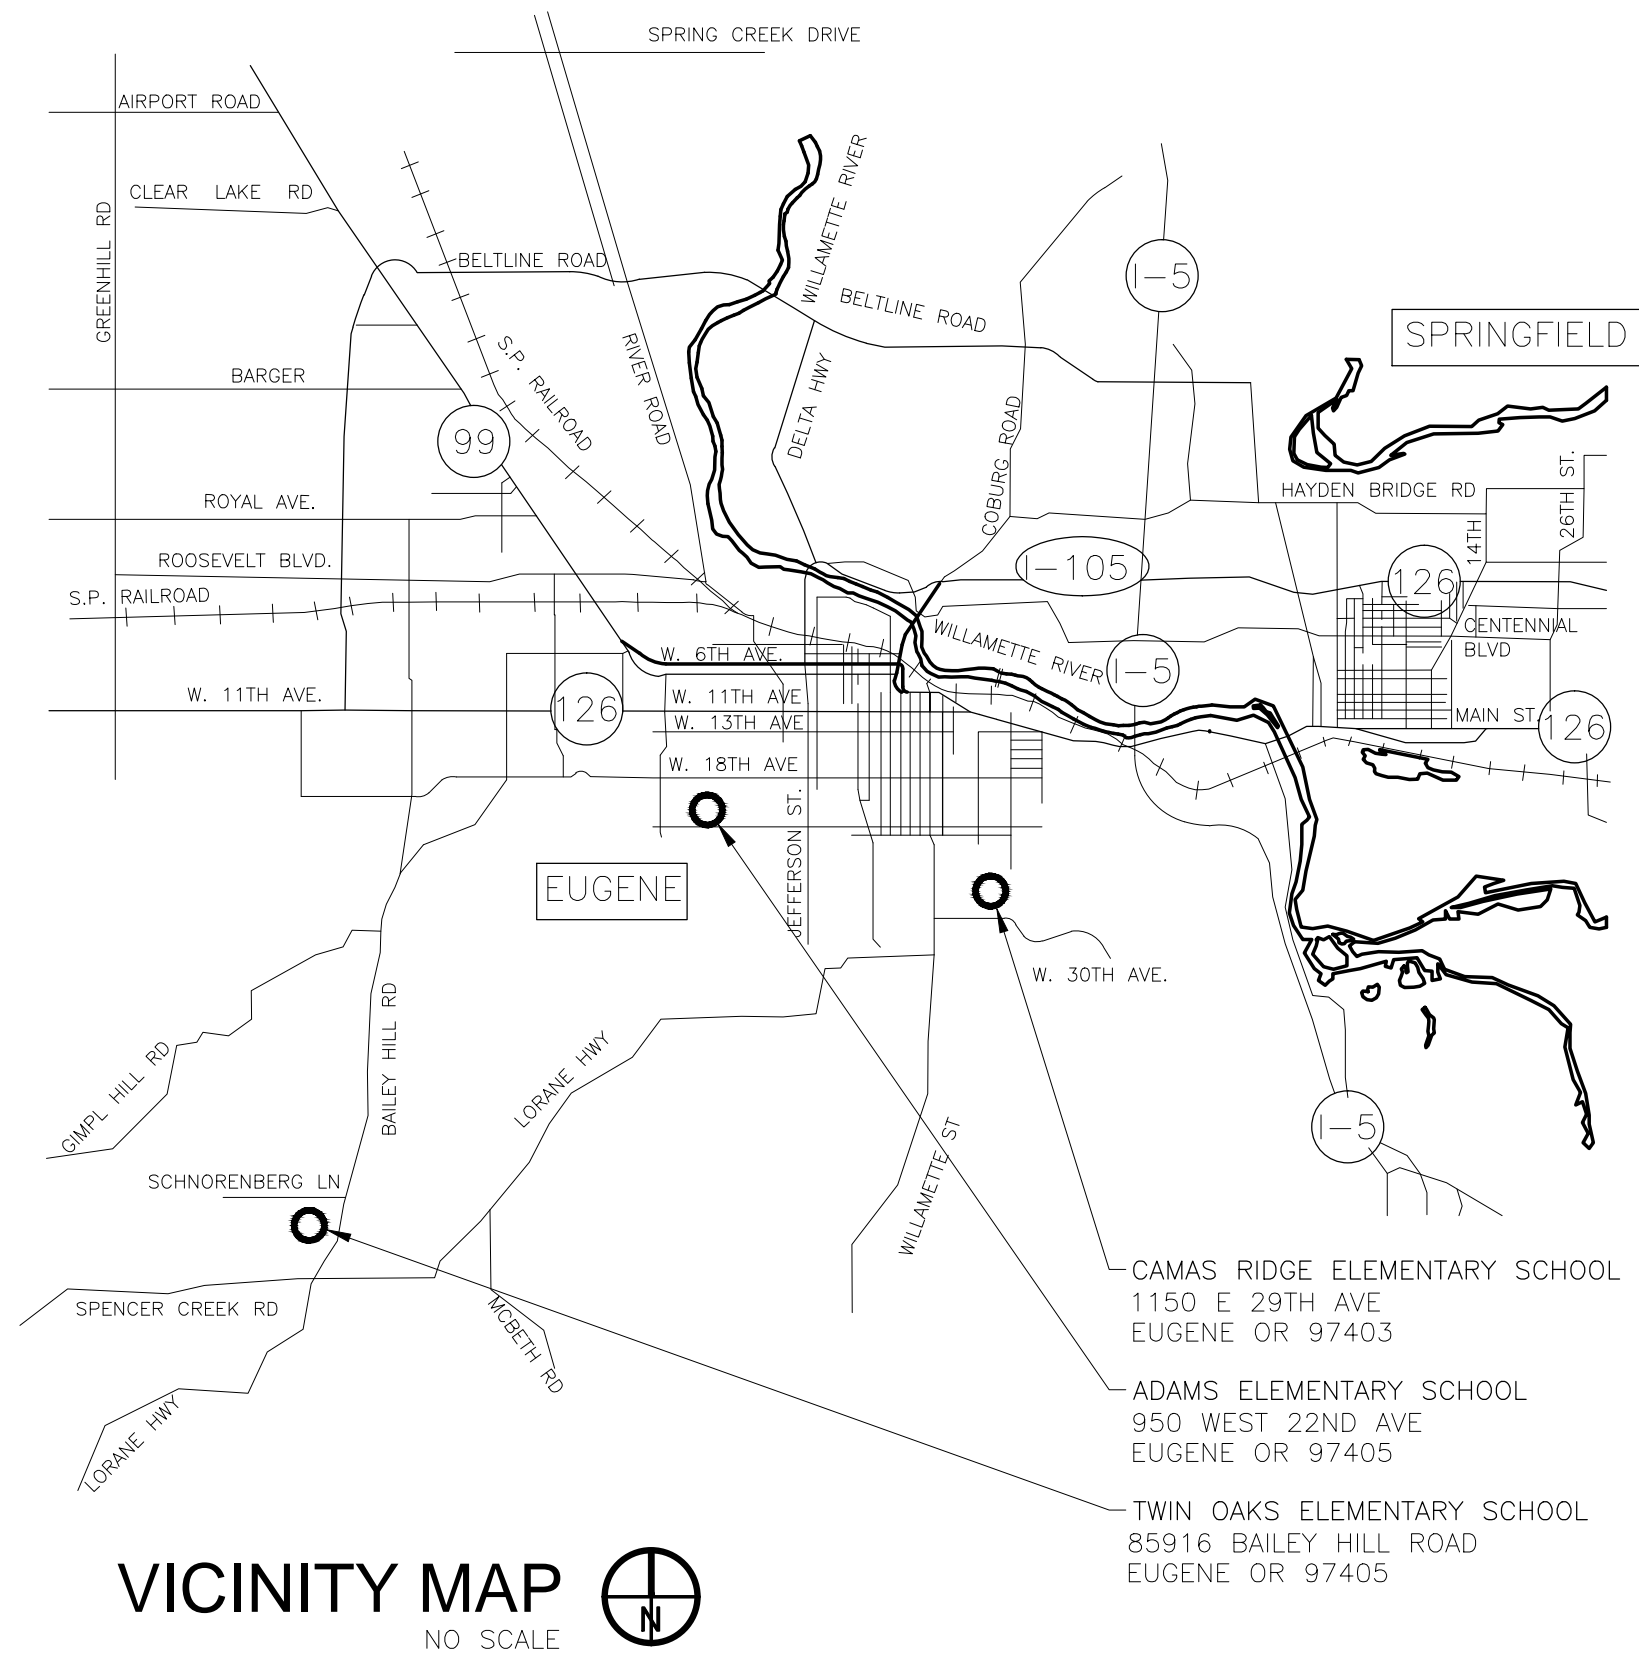 SPRING CREEK DRIVE
AIRPORT ROAD
CLEAR LAKE RD
GREENHILL RD
WILLAMETTE RIVER
BELTLINE ROAD
I-5
BELTLINE ROAD
SPRINGFIELD
S.P. RAILROAD
RIVER ROAD
DELTA HWY
BARGER
COBURG ROAD
99
26TH ST.
HAYDEN BRIDGE RD
ROYAL AVE.
14TH
ROOSEVELT BLVD.
I-105
126
S.P. RAILROAD
WILLAMETTE RIVER
CENTENNIAL
BLVD
W. 6TH AVE.
I-5
W. 11TH AVE.
126
W. 11TH AVE
W. 13TH AVE
MAIN ST.
126
W. 18TH AVE
JEFFERSON ST.
EUGENE
W. 30TH AVE.
BAILEY HILL RD
GIMPL HILL RD
LORANE HWY
I-5
WILLAMETTE ST
SCHNORENBERG LN
SPENCER CREEK RD
MCBETH RD
LORANE HWY
CAMAS RIDGE ELEMENTARY SCHOOL
1150 E 29TH AVE
EUGENE OR 97403
ADAMS ELEMENTARY SCHOOL
950 WEST 22ND AVE
EUGENE OR 97405
TWIN OAKS ELEMENTARY SCHOOL
85916 BAILEY HILL ROAD
EUGENE OR 97405
VICINITY MAP
N
NO SCALE